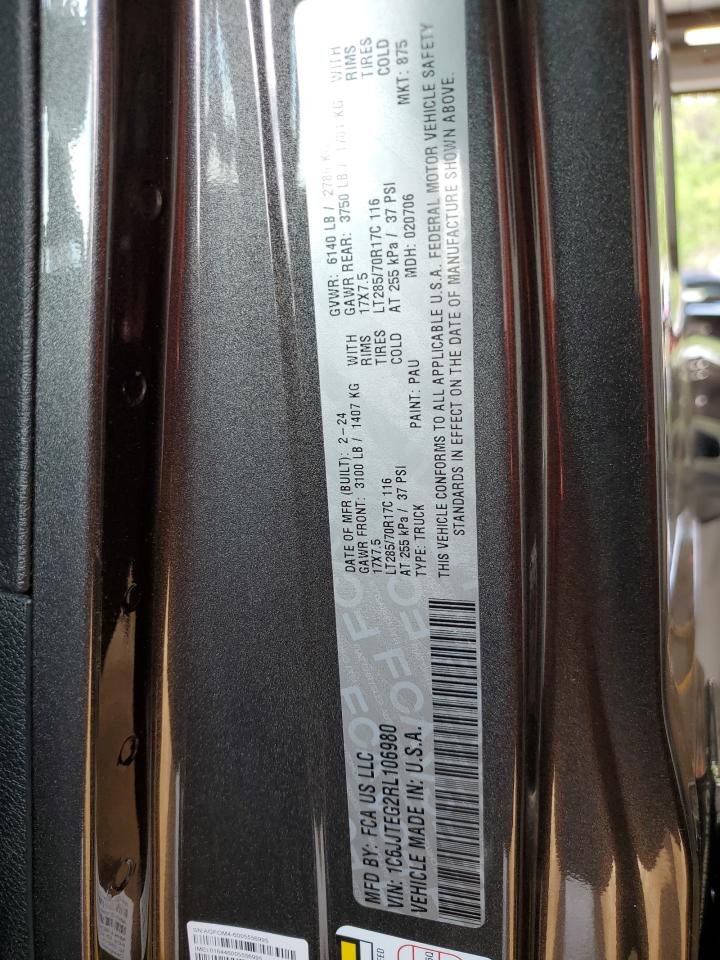 MFD BY: FCA US LLC
VIN: 1C6JJTEG2RL106980
VEHICLE MADE IN: U.S.A.
DATE OF MFR (BUILT): 2-24
GAWR FRONT: 3100 LB / 1407 KG WITH
17X7.5 RIMS
LT285/70R17C 116 TIRES
AT 255 kPa / 37 PSI COLD
TYPE: TRUCK PAINT: PAU
GVWR: 6140 LB /
GAWR REAR: 3750 LB / 1701 KG WITH
17X7.5 RIMS
LT285/70R17C 116 TIRES
AT 255 kPa / 37 PSI COLD
MDH: 020706 MKT: 875
THIS VEHICLE CONFORMS TO ALL APPLICABLE U.S.A. FEDERAL MOTOR VEHICLE SAFETY
STANDARDS IN EFFECT ON THE DATE OF MANUFACTURE SHOWN ABOVE.